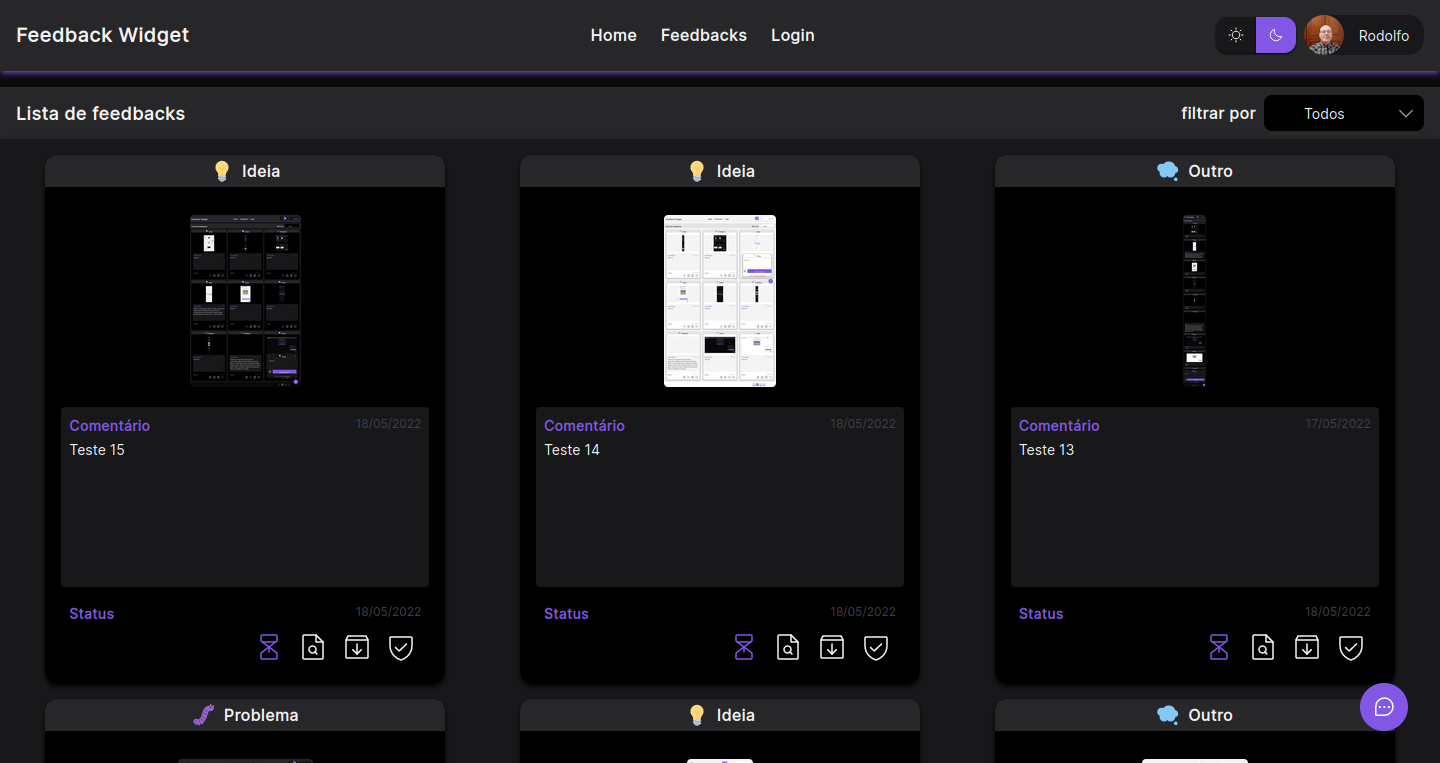 Feedback Widget
Home Feedbacks Login
Rodolfo
Lista de feedbacks
filtrar por Todos
Ideia
Comentário 18/05/2022
Teste 15
Status 18/05/2022
Ideia
Comentário 18/05/2022
Teste 14
Status 18/05/2022
Outro
Comentário 17/05/2022
Teste 13
Status 18/05/2022
Problema
Ideia
Outro